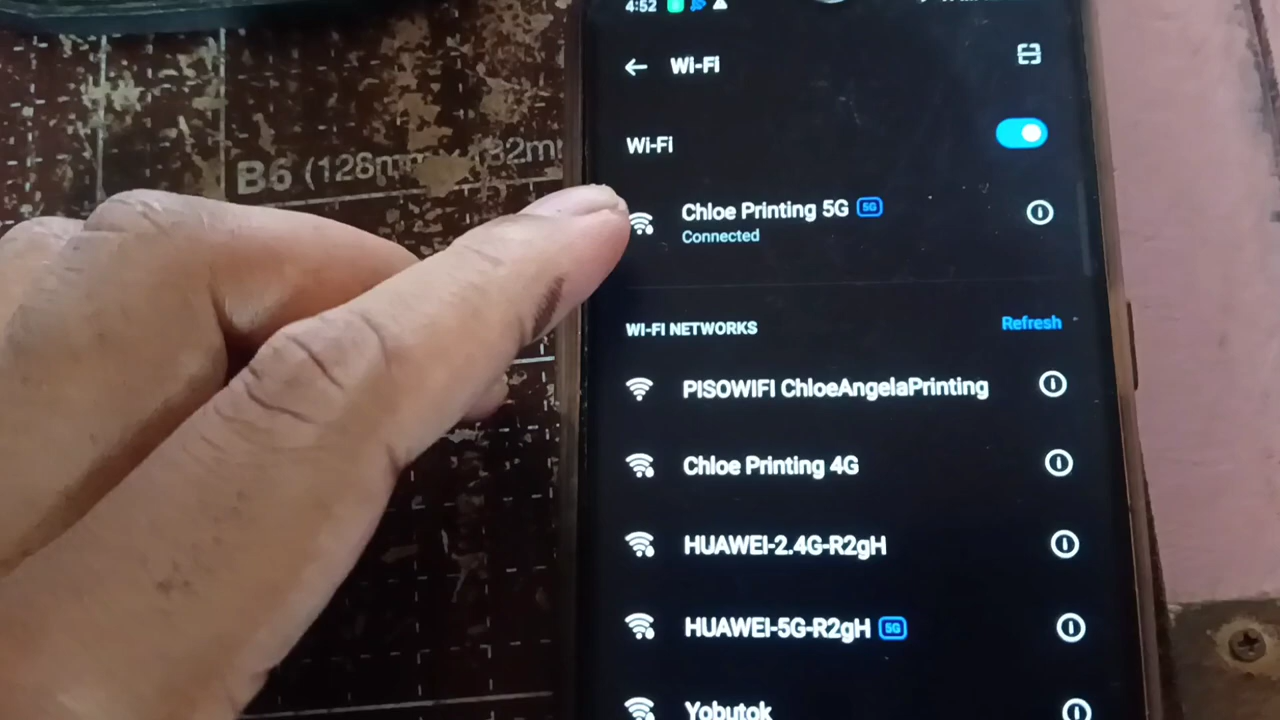 4:52
Wi-Fi
B6 (128mm
Wi-Fi
Chloe Printing 5G 5G
Connected
WI-FI NETWORKS Refresh
PISOWIFI ChloeAngelaPrinting
Chloe Printing 4G
HUAWEI-2.4G-R2gH
HUAWEI-5G-R2gH 5G
Yobutok